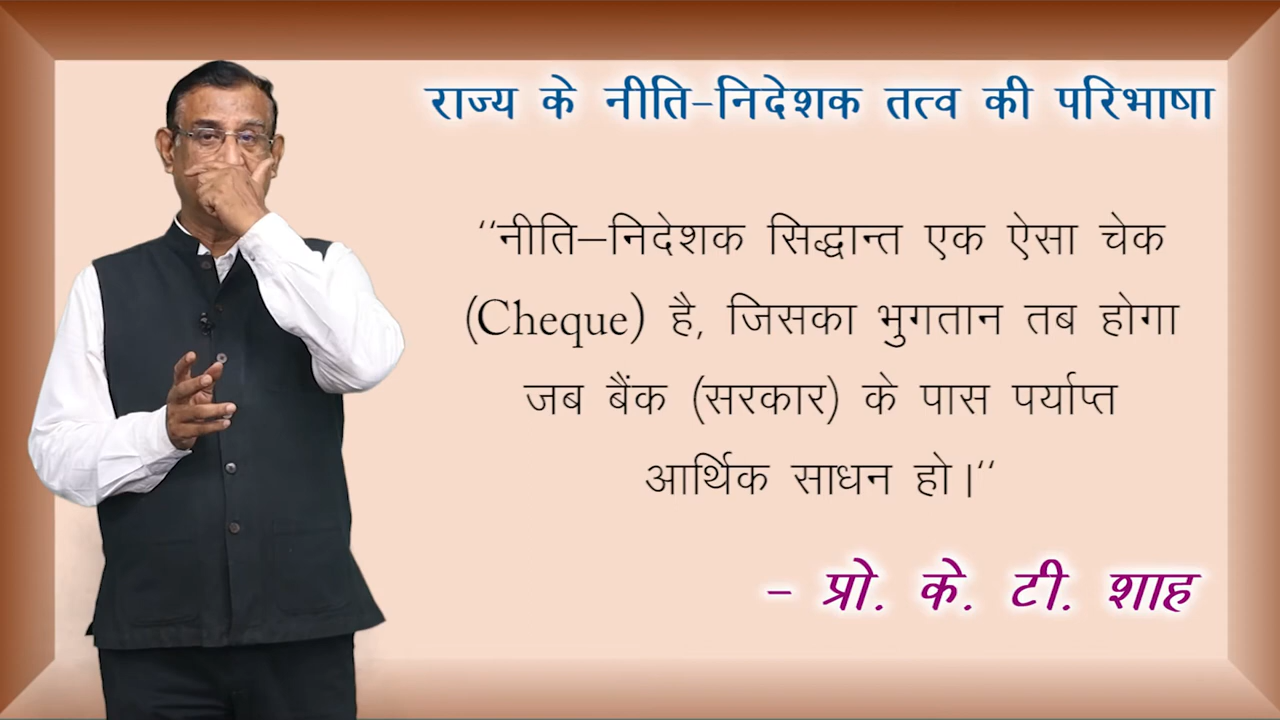 राज्य के नीति-निदेशक तत्व की परिभाषा
‘‘नीति–निदेशक सिद्धान्त एक ऐसा चेक
(Cheque) है, जिसका भुगतान तब होगा
जब बैंक (सरकार) के पास पर्याप्त
आर्थिक साधन हो।‘‘
- प्रो. के. टी. शाह